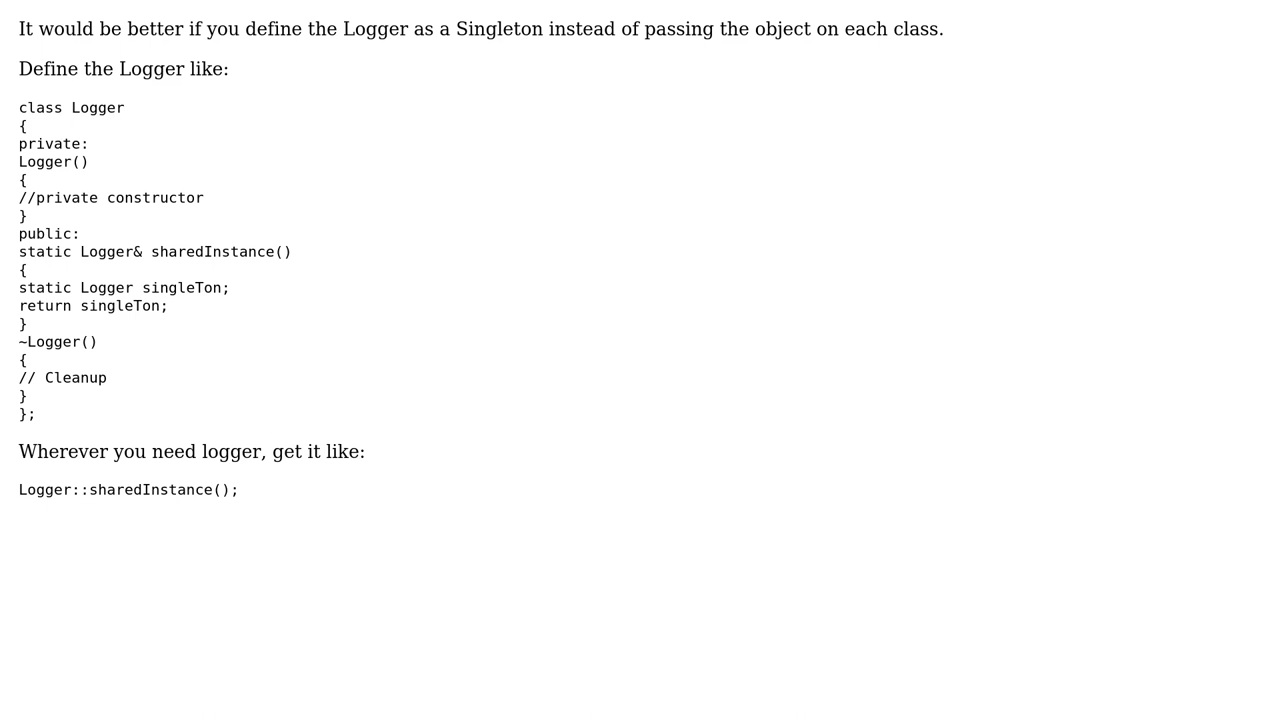 It would be better if you define the Logger as a Singleton instead of passing the object on each class.
Define the Logger like:
class Logger
{
private:
Logger()
{
//private constructor
}
public:
static Logger& sharedInstance()
{
static Logger singleTon;
return singleTon;
}
~Logger()
{
// Cleanup
}
};
Wherever you need logger, get it like:
Logger::sharedInstance();